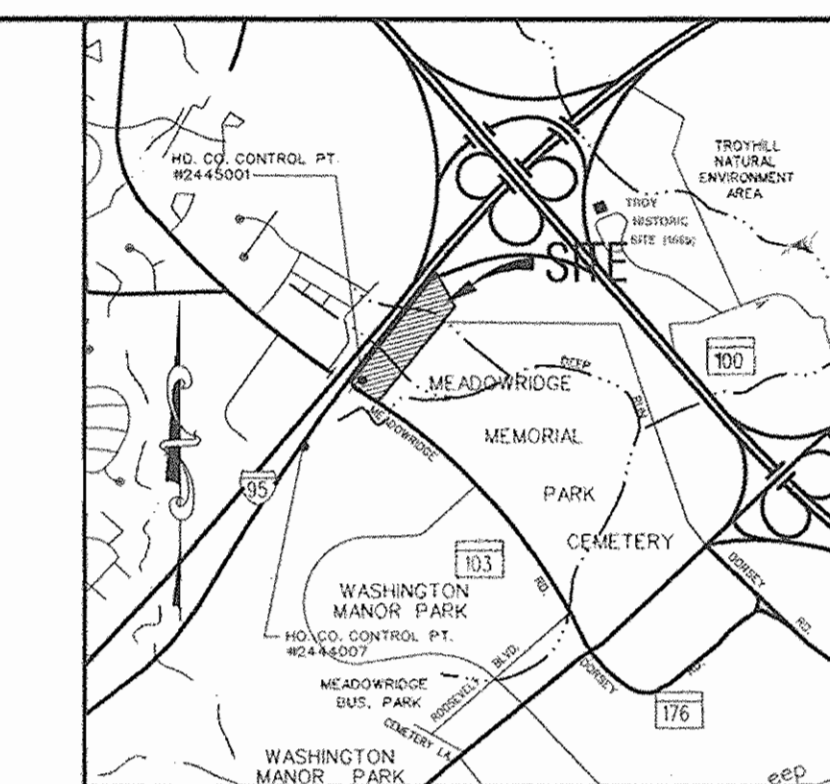 HO. CO. CONTROL PT.
#2445001
TROYHILL
NATURAL
ENVIRONMENT
AREA
TROY
HISTORIC
SITE
SITE
100
DEEP
RUN
MEADOWRIDGE
MEMORIAL
PARK
CEMETERY
MEADOWRIDGE
RD.
95
103
WASHINGTON
MANOR PARK
HO. CO. CONTROL PT.
#2444007
DORSEY
RD.
MEADOWRIDGE
BUS. PARK
ROOSEVELT BLVD.
DORSEY
RD.
176
CEMETERY LA.
WASHINGTON
MANOR PARK
eep